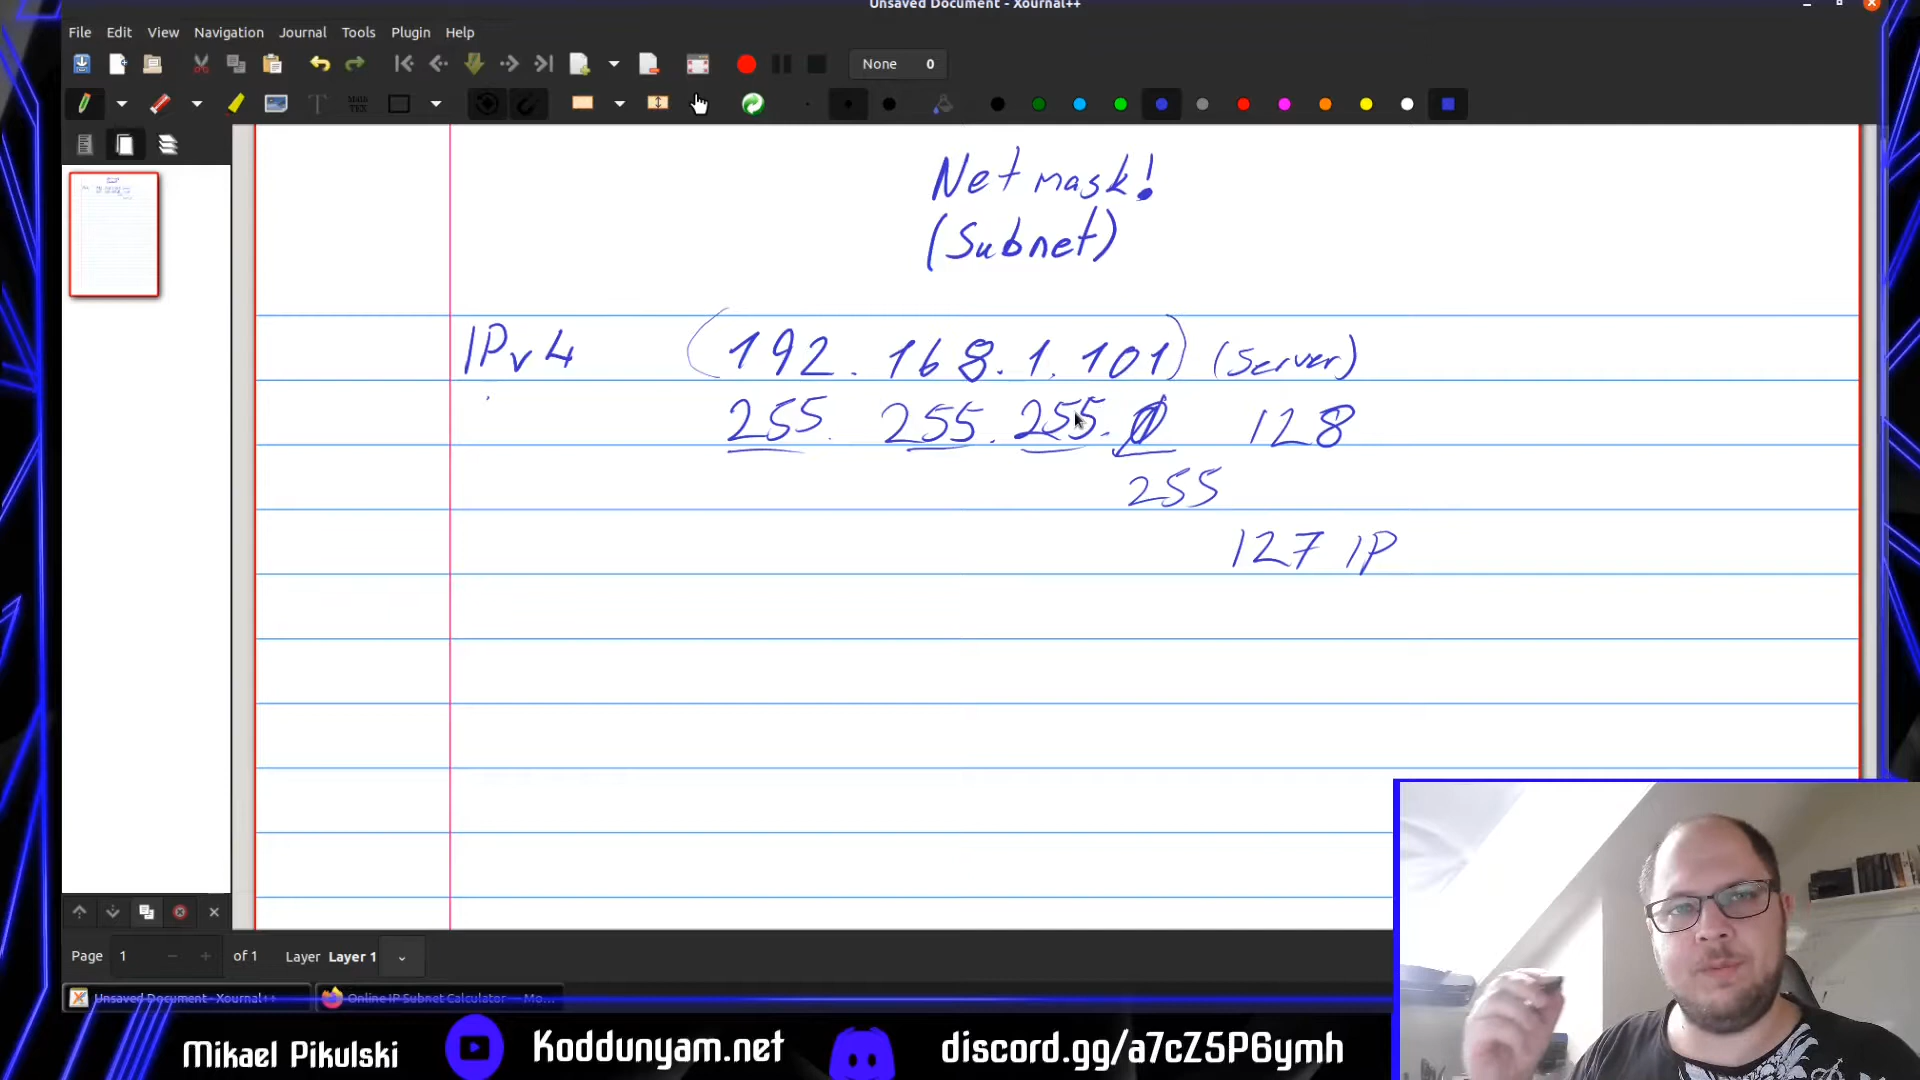 Unsaved Document - Xournal++
File Edit View Navigation Journal Tools Plugin Help
None 0
Netmask!
(Subnet)
IPv4 (192.168.1.101) (Server)
255. 255. 255. 0 128
255
127 IP
Page 1 of 1 Layer Layer 1
Unsaved Document - Xournal++ Online IP Subnet Calculator — Mo...
Mikael Pikulski Koddunyam.net discord.gg/a7cZ5P6ymh